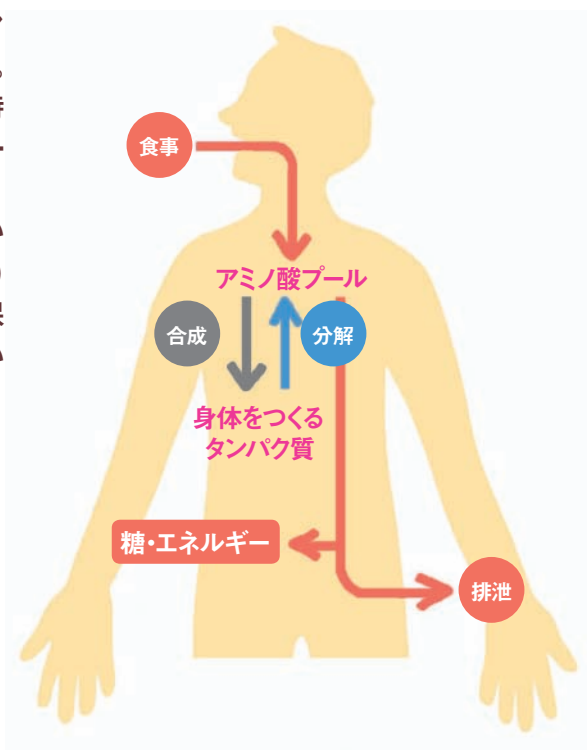 食事
アミノ酸プール
合成
分解
身体をつくる
タンパク質
糖・エネルギー
排泄